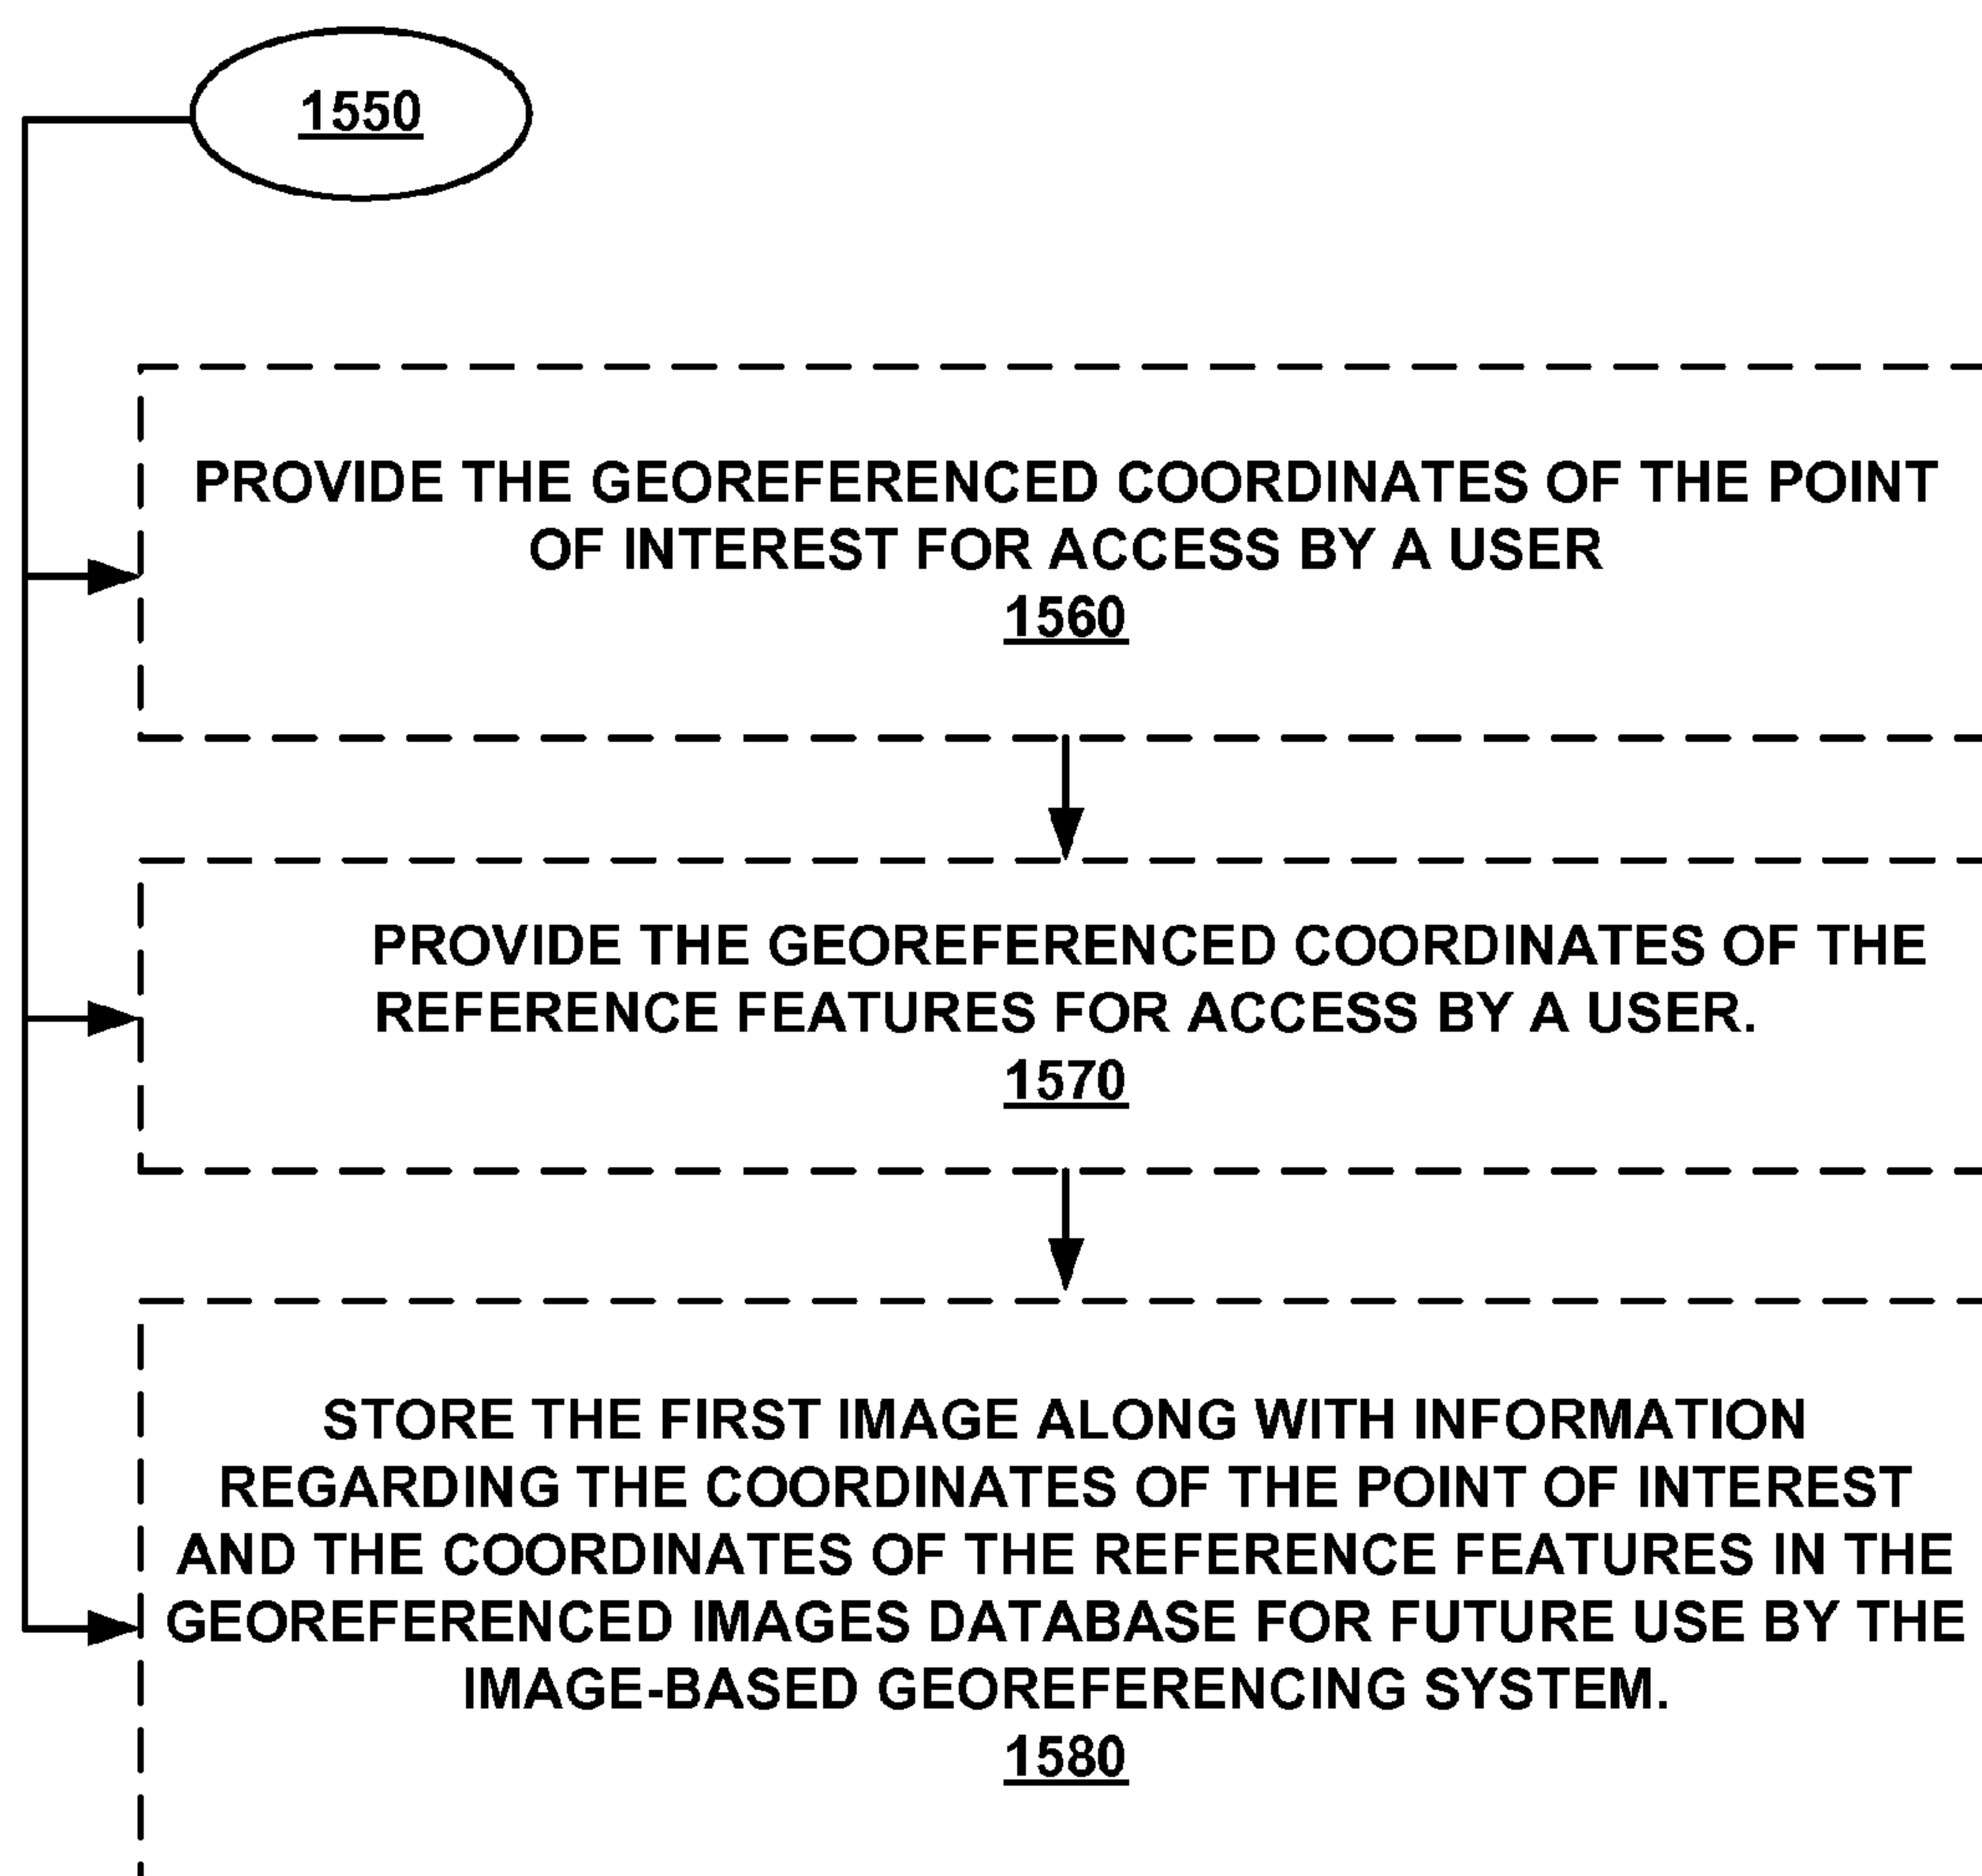 1550
PROVIDE THE GEOREFERENCED COORDINATES OF THE POINT
OF INTEREST FOR ACCESS BY A USER
1560
PROVIDE THE GEOREFERENCED COORDINATES OF THE
REFERENCE FEATURES FOR ACCESS BY A USER.
1570
STORE THE FIRST IMAGE ALONG WITH INFORMATION
REGARDING THE COORDINATES OF THE POINT OF INTEREST
AND THE COORDINATES OF THE REFERENCE FEATURES IN THE
GEOREFERENCED IMAGES DATABASE FOR FUTURE USE BY THE
IMAGE-BASED GEOREFERENCING SYSTEM.
1580